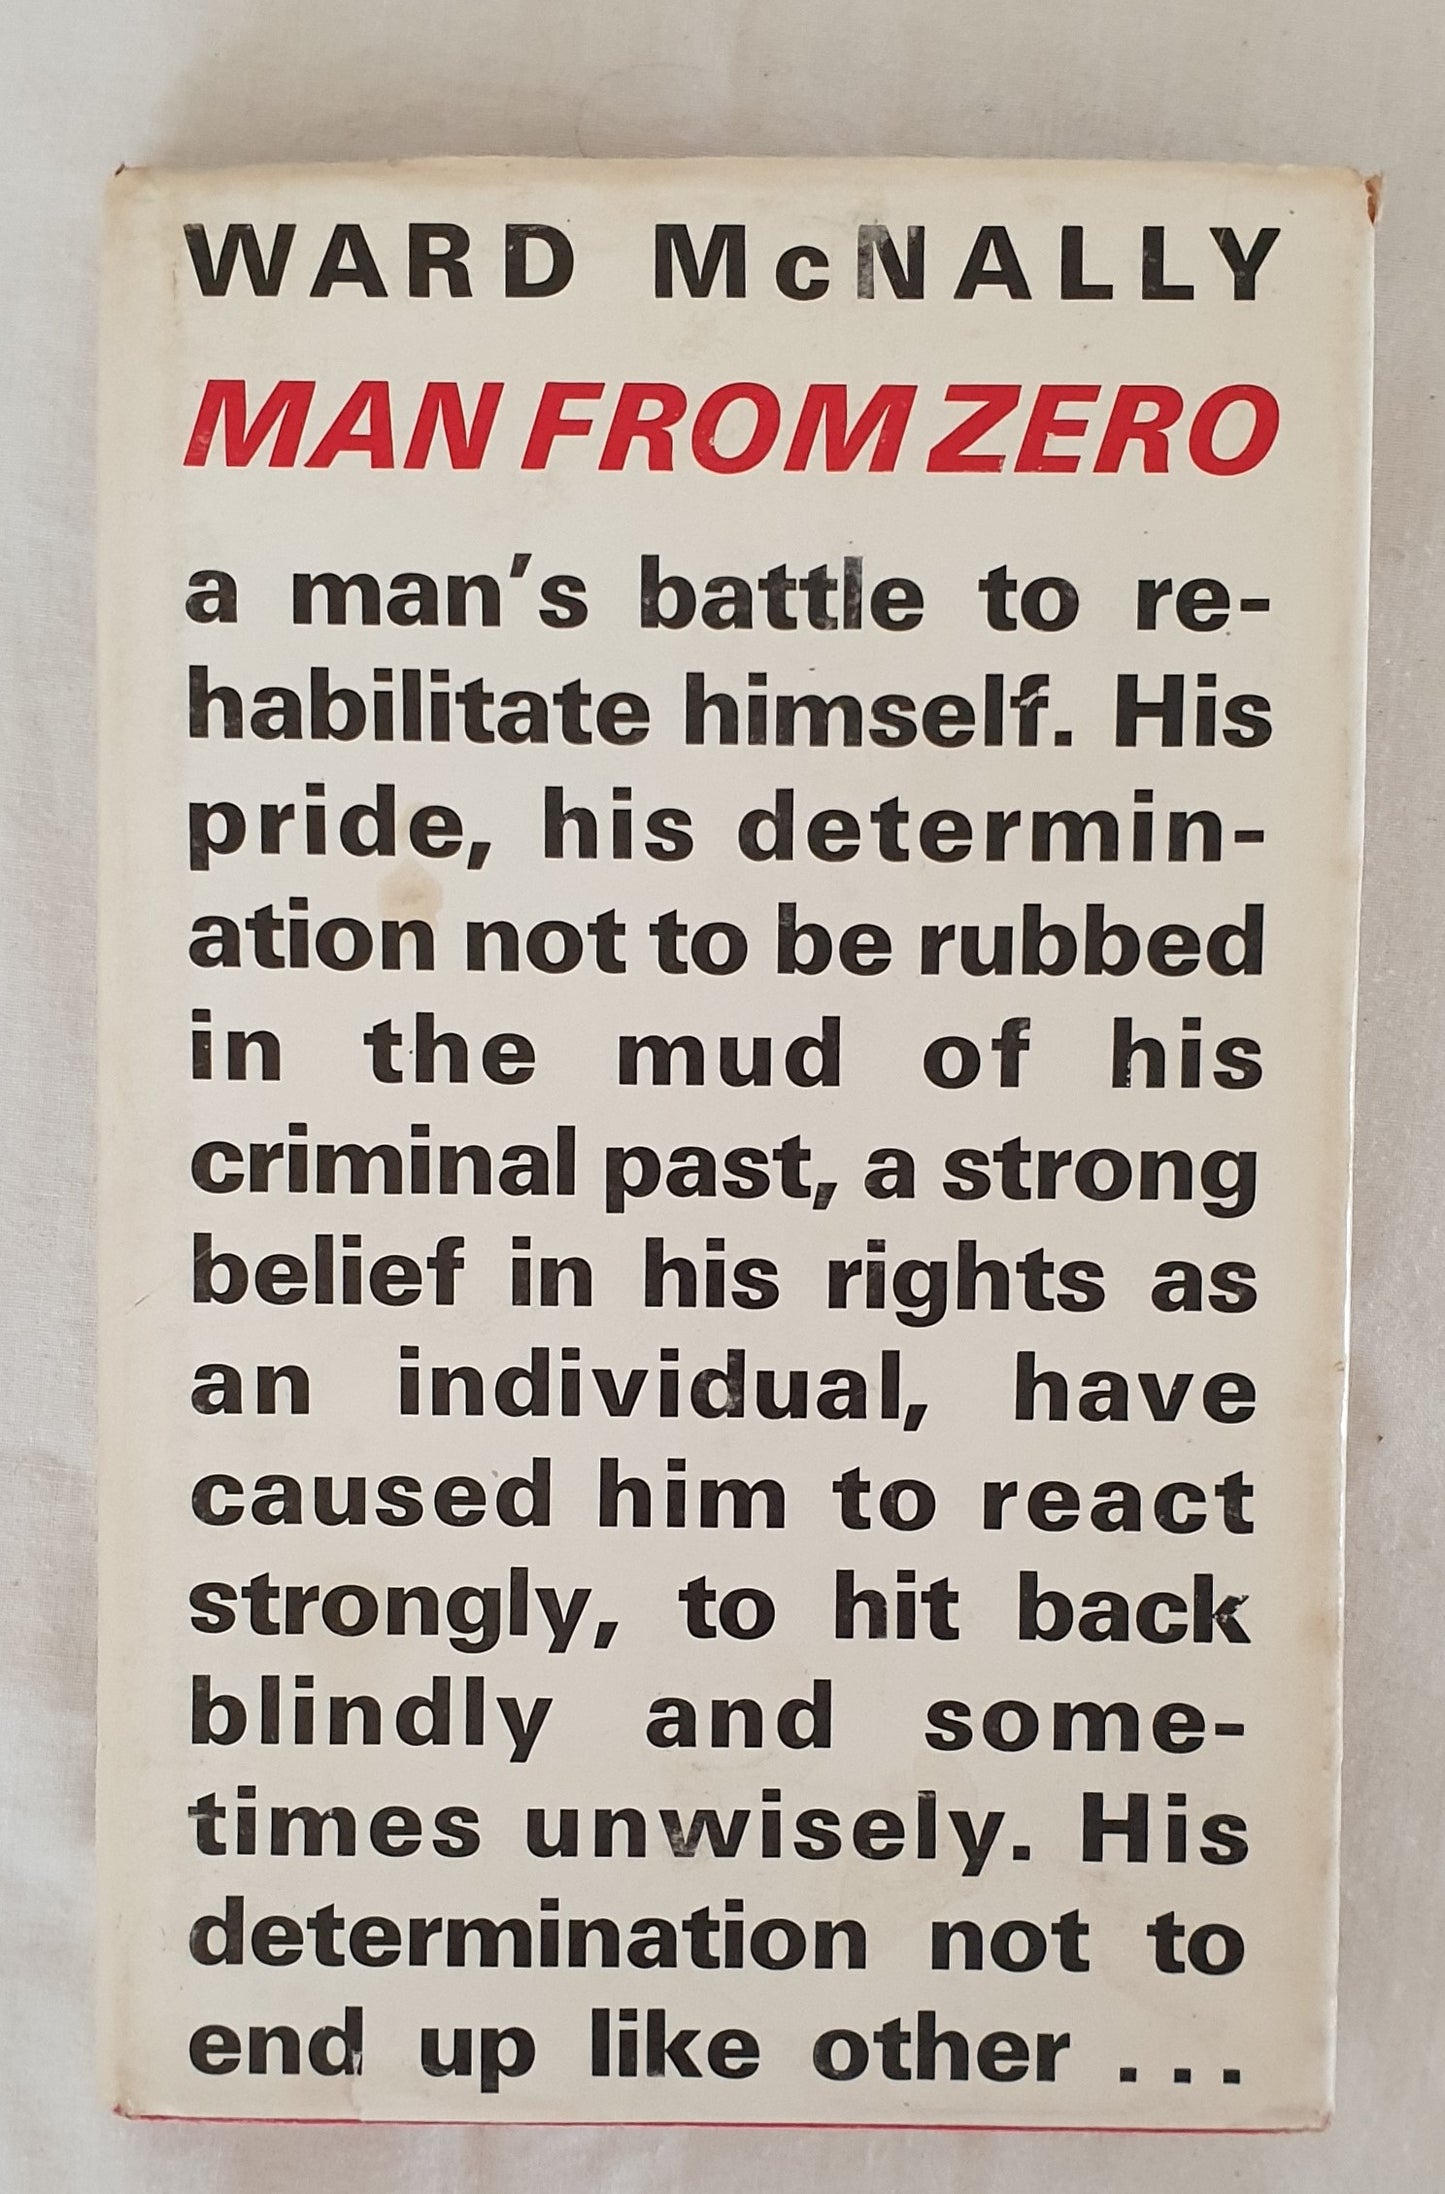 WARD McNALLY
MAN FROM ZERO
a man's battle to re-
habilitate himself. His
pride, his determin-
ation not to be rubbed
in the mud of his
criminal past, a strong
belief in his rights as
an individual, have
caused him to react
strongly, to hit back
blindly and some-
times unwisely. His
determination not to
end up like other ...